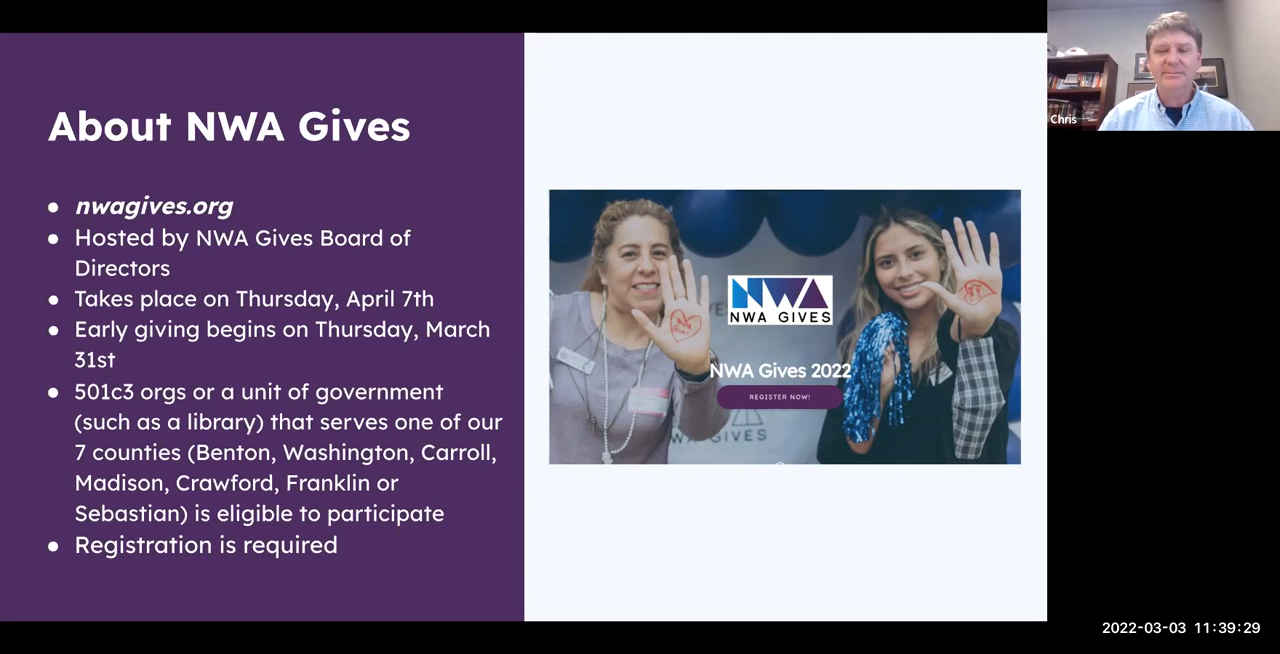 About NWA Gives
● nwagives.org
● Hosted by NWA Gives Board of
Directors
● Takes place on Thursday, April 7th
● Early giving begins on Thursday, March
31st
● 501c3 orgs or a unit of government
(such as a library) that serves one of our
7 counties (Benton, Washington, Carroll,
Madison, Crawford, Franklin or
Sebastian) is eligible to participate
● Registration is required
NWA
NWA GIVES
NWA Gives 2022
REGISTER NOW!
GIVES
Chris
2022-03-03 11:39:29